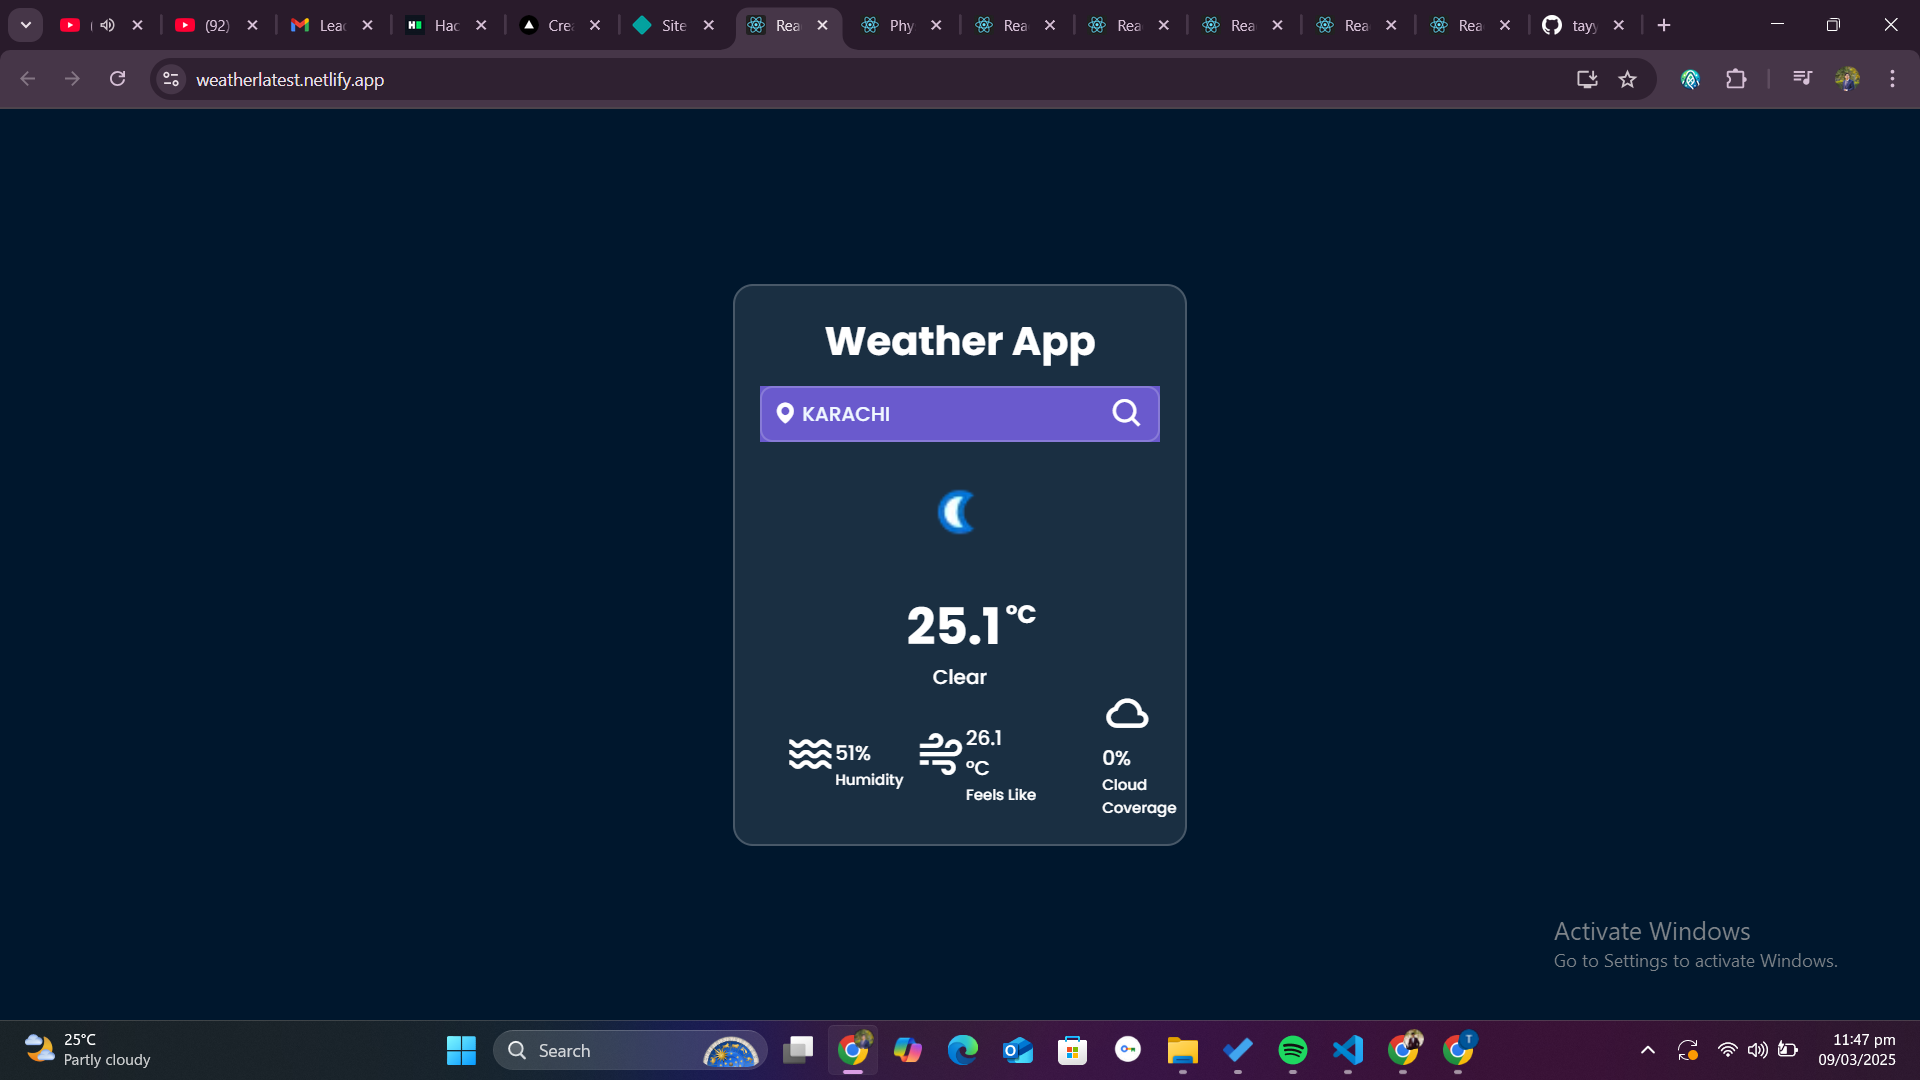 (92)
Lead
Hac
Crea
Site
Rea
Phy
Rea
Rea
Rea
Rea
Rea
tayy
weatherlatest.netlify.app
Weather App
KARACHI
25.1°C
Clear
51%
Humidity
26.1
°C
Feels Like
0%
Cloud
Coverage
Activate Windows
Go to Settings to activate Windows.
25°C
Partly cloudy
Search
T
11:47 pm
09/03/2025